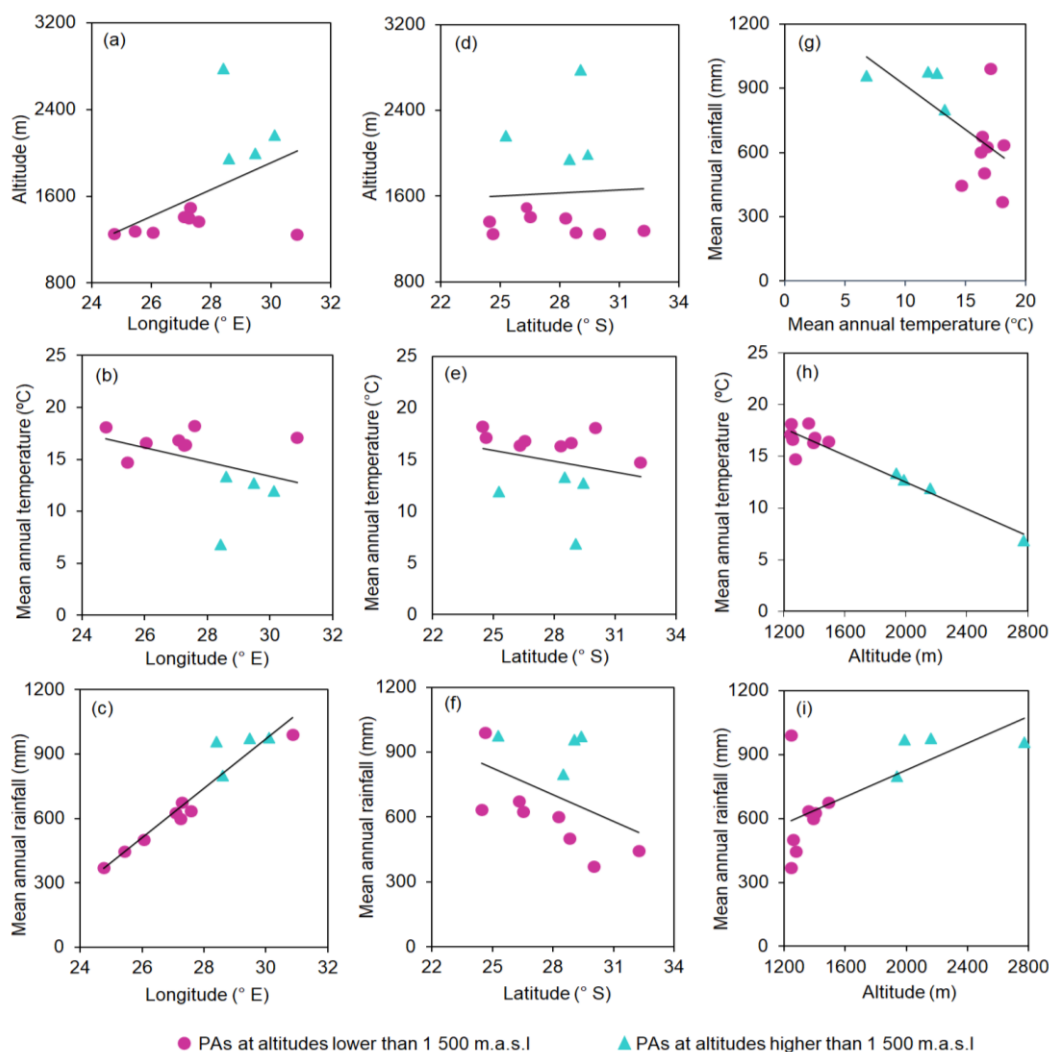 (a)
Altitude (m)
3200
2400
1600
800
24 26 28 30 32
Longitude (° E)
(d)
Altitude (m)
3200
2400
1600
800
22 25 28 31 34
Latitude (° S)
(g)
Mean annual rainfall (mm)
1200
900
600
300
0
0 5 10 15 20
Mean annual temperature (°C)
(b)
Mean annual temperature (ºC)
25
20
15
10
5
0
24 26 28 30 32
Longitude (° E)
(e)
Mean annual temperature (°C)
25
20
15
10
5
0
22 25 28 31 34
Latitude (° S)
(h)
Mean annual temperature (ºC)
25
20
15
10
5
0
1200 1600 2000 2400 2800
Altitude (m)
(c)
Mean annual rainfall (mm)
1200
900
600
300
0
24 26 28 30 32
Longitude (° E)
(f)
Mean annual rainfall (mm)
1200
900
600
300
0
22 25 28 31 34
Latitude (° S)
(i)
Mean annual rainfall (mm)
1200
900
600
300
0
1200 1600 2000 2400 2800
Altitude (m)
PAs at altitudes lower than 1 500 m.a.s.l
PAs at altitudes higher than 1 500 m.a.s.l